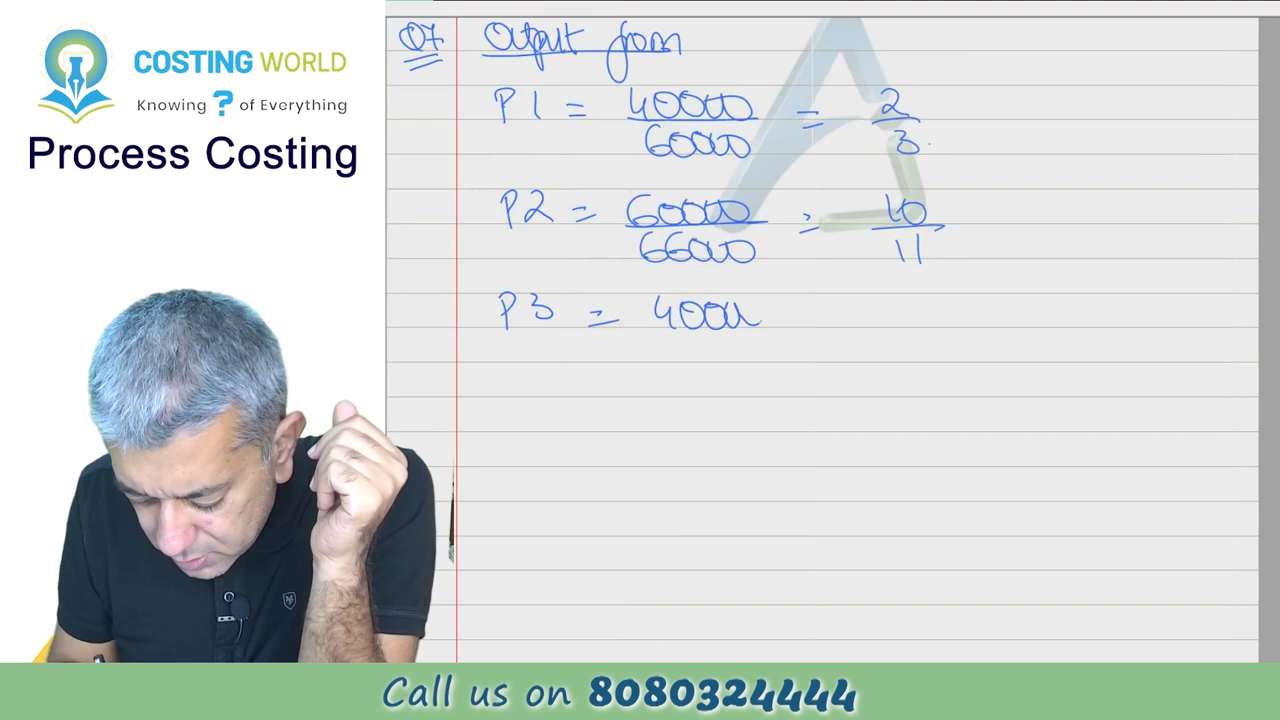 COSTING WORLD
Knowing ? of Everything
Process Costing
Q7 Output from
P1 = 40000/60000 = 2/3
P2 = 60000/66000 = 10/11
P3 = 4000
Call us on 8080324444